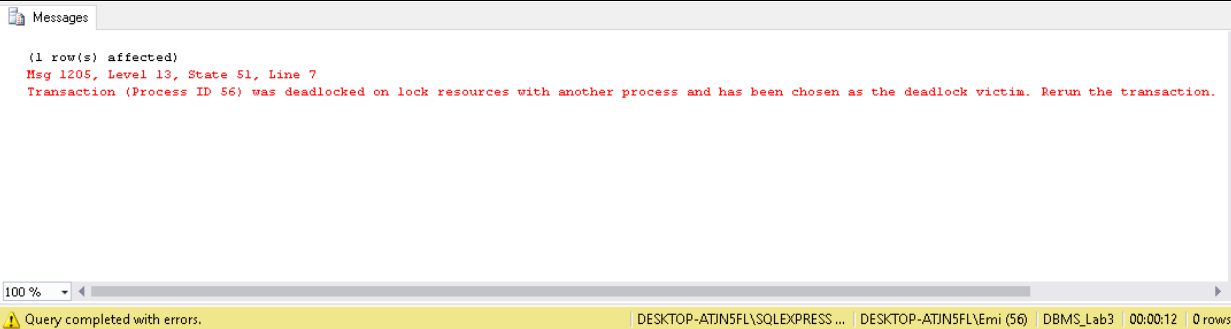 Messages
(1 row(s) affected)
Msg 1205, Level 13, State 51, Line 7
Transaction (Process ID 56) was deadlocked on lock resources with another process and has been chosen as the deadlock victim. Rerun the transaction.
100 %
Query completed with errors. DESKTOP-ATJN5FL\SQLEXPRESS ... DESKTOP-ATJN5FL\Emi (56) DBMS_Lab3 00:00:12 0 rows